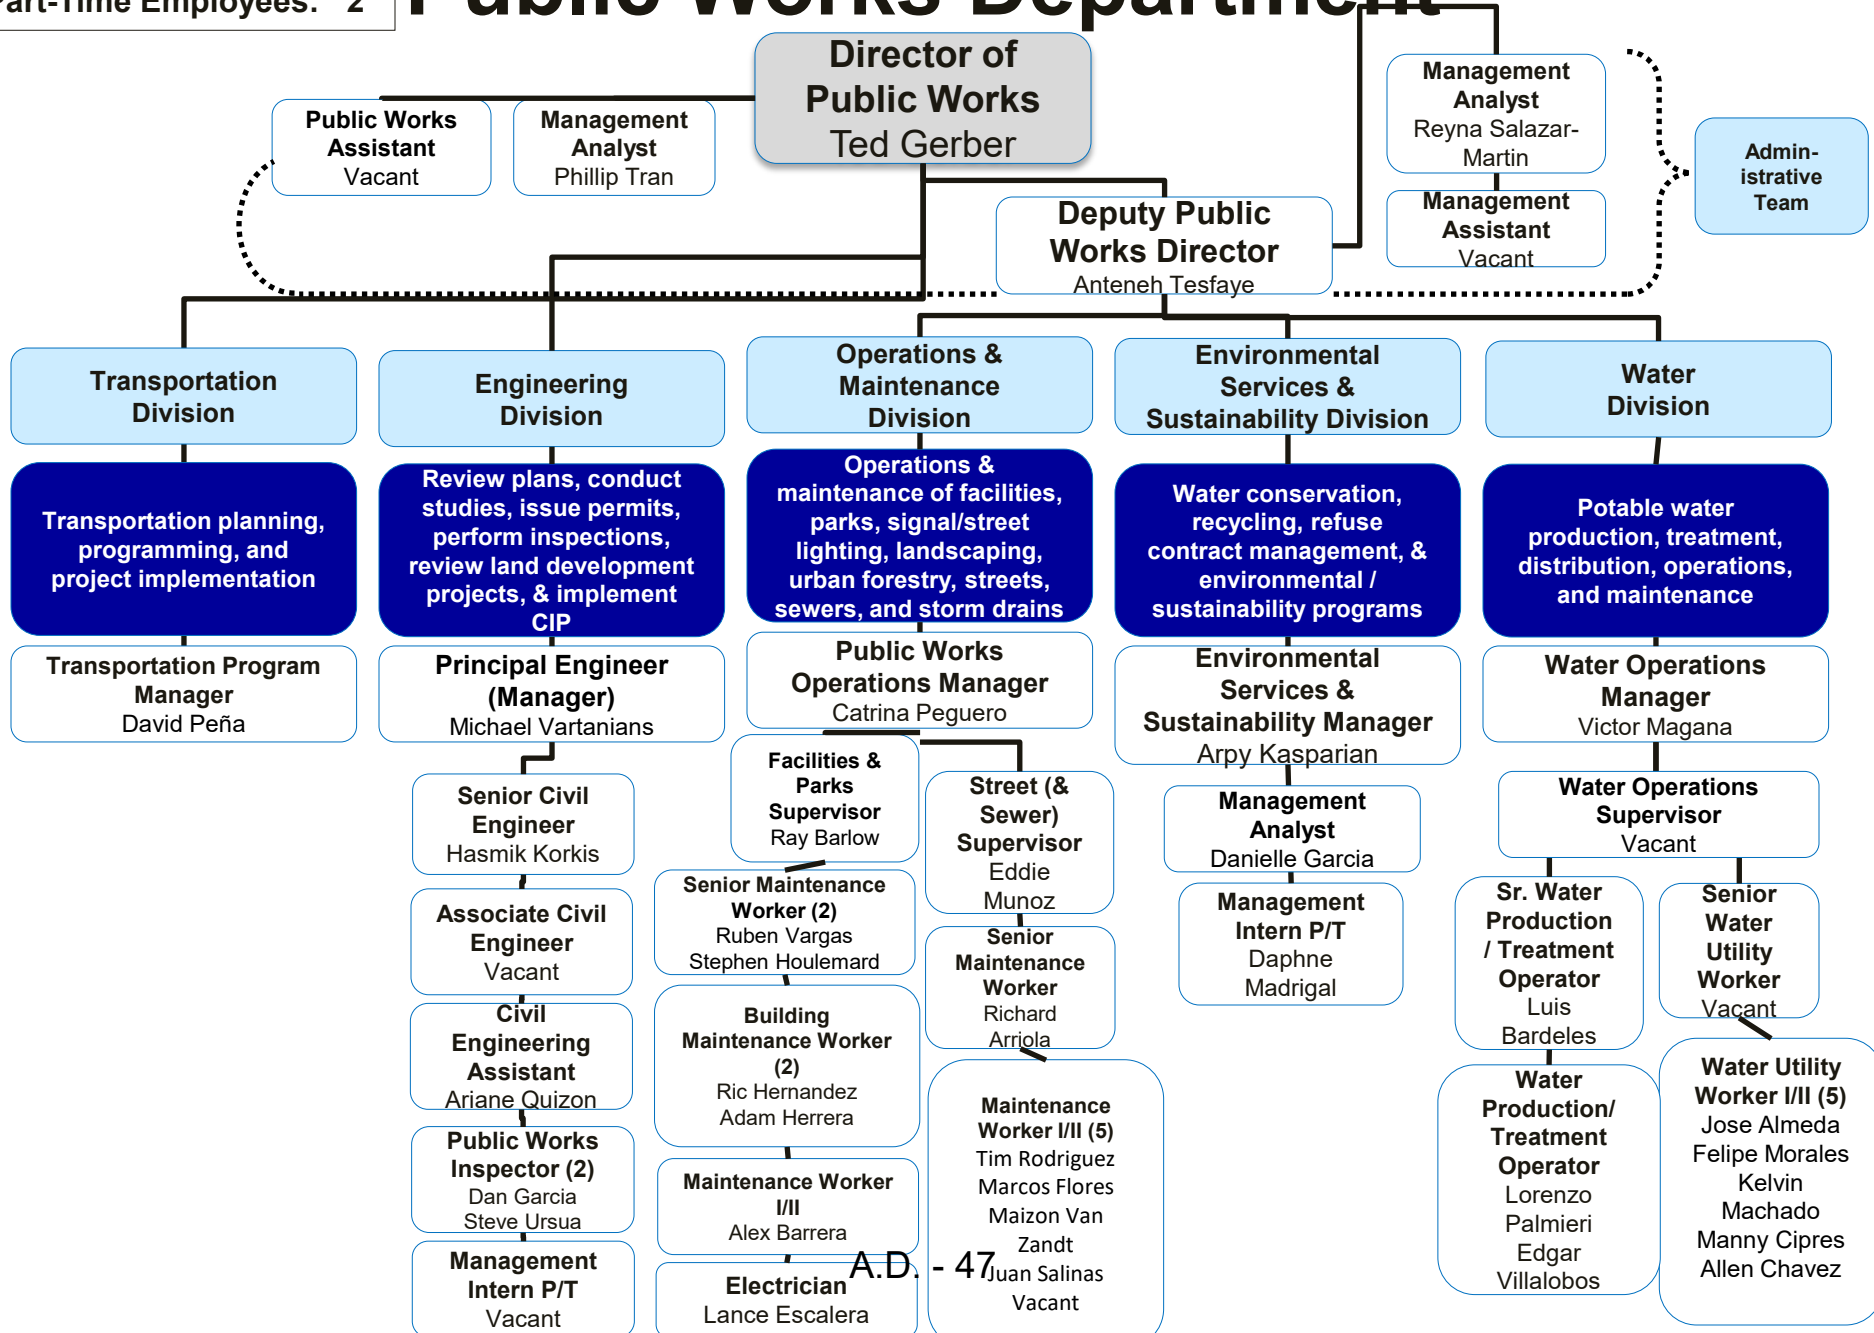 Part-Time Employees: 2
Public Works Department
Director of
Public Works
Ted Gerber
Public Works
Assistant
Vacant
Management
Analyst
Phillip Tran
Management
Analyst
Reyna Salazar-
Martin
Management
Assistant
Vacant
Admin-
istrative
Team
Deputy Public
Works Director
Anteneh Tesfaye
Transportation
Division
Transportation planning,
programming, and
project implementation
Transportation Program
Manager
David Peña
Engineering
Division
Review plans, conduct
studies, issue permits,
perform inspections,
review land development
projects, & implement
CIP
Principal Engineer
(Manager)
Michael Vartanians
Senior Civil
Engineer
Hasmik Korkis
Associate Civil
Engineer
Vacant
Civil
Engineering
Assistant
Ariane Quizon
Public Works
Inspector (2)
Dan Garcia
Steve Ursua
Management
Intern P/T
Vacant
Operations &
Maintenance
Division
Operations &
maintenance of facilities,
parks, signal/street
lighting, landscaping,
urban forestry, streets,
sewers, and storm drains
Public Works
Operations Manager
Catrina Peguero
Facilities &
Parks
Supervisor
Ray Barlow
Senior Maintenance
Worker (2)
Ruben Vargas
Stephen Houlemard
Building
Maintenance Worker
(2)
Ric Hernandez
Adam Herrera
Maintenance Worker
I/II
Alex Barrera
Electrician
Lance Escalera
Street (&
Sewer)
Supervisor
Eddie
Munoz
Senior
Maintenance
Worker
Richard
Arriola
Maintenance
Worker I/II (5)
Tim Rodriguez
Marcos Flores
Maizon Van
Zandt
Juan Salinas
Vacant
Environmental
Services &
Sustainability Division
Water conservation,
recycling, refuse
contract management, &
environmental /
sustainability programs
Environmental
Services &
Sustainability Manager
Arpy Kasparian
Management
Analyst
Danielle Garcia
Management
Intern P/T
Daphne
Madrigal
Water
Division
Potable water
production, treatment,
distribution, operations,
and maintenance
Water Operations
Manager
Victor Magana
Water Operations
Supervisor
Vacant
Sr. Water
Production
/ Treatment
Operator
Luis
Bardeles
Water
Production/
Treatment
Operator
Lorenzo
Palmieri
Edgar
Villalobos
Senior
Water
Utility
Worker
Vacant
Water Utility
Worker I/II (5)
Jose Almeda
Felipe Morales
Kelvin
Machado
Manny Cipres
Allen Chavez
A.D. - 47